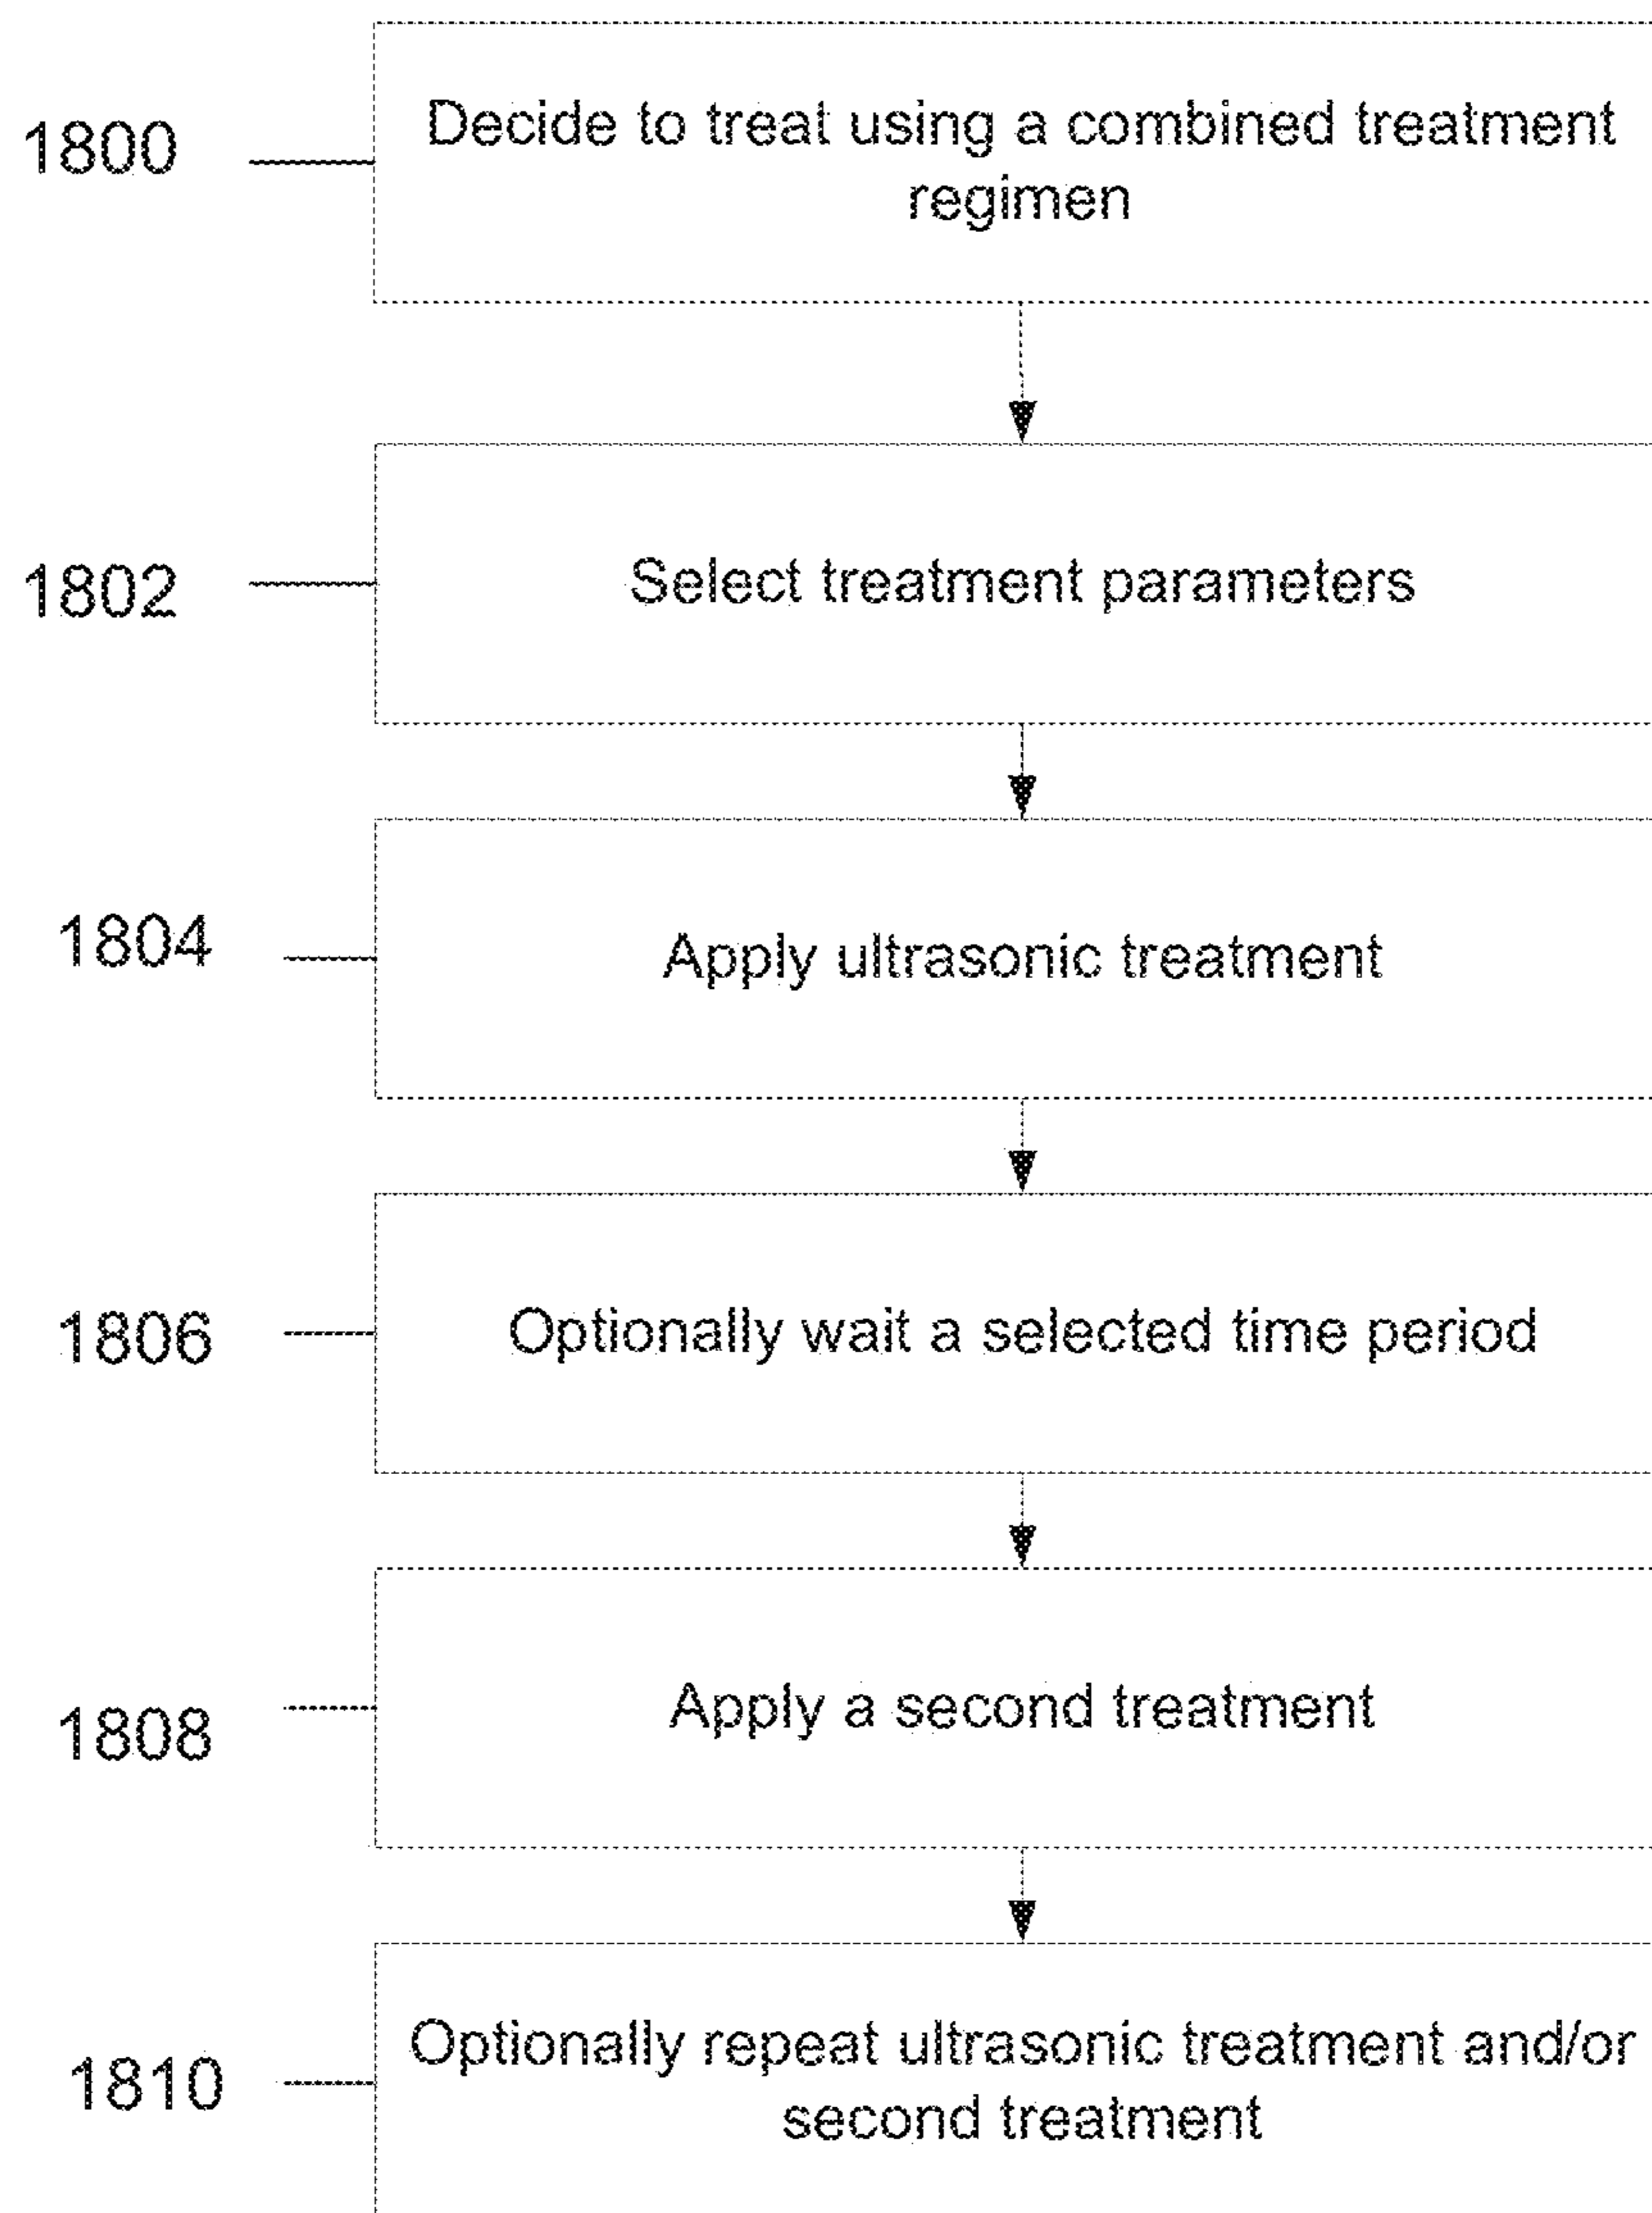 1800
Decide to treat using a combined treatment
regimen
1802
Select treatment parameters
1804
Apply ultrasonic treatment
1806
Optionally wait a selected time period
1808
Apply a second treatment
1810
Optionally repeat ultrasonic treatment and/or
second treatment